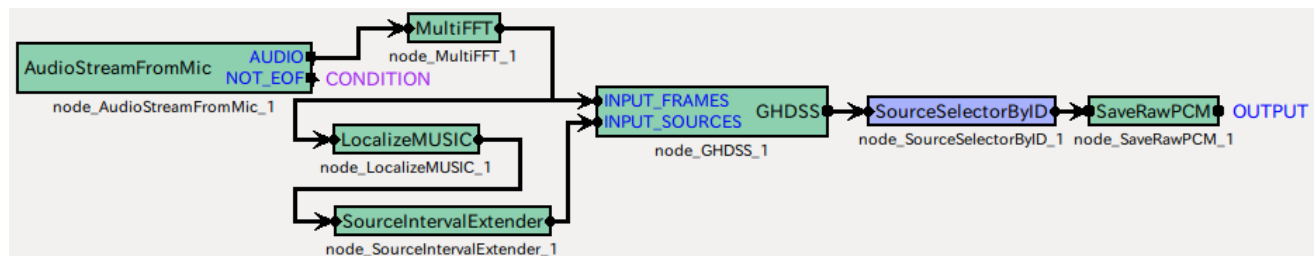 MultiFFT
node_MultiFFT_1
AudioStreamFromMic
AUDIO
NOT_EOF
CONDITION
node_AudioStreamFromMic_1
LocalizeMUSIC
node_LocalizeMUSIC_1
SourceIntervalExtender
node_SourceIntervalExtender_1
INPUT_FRAMES
INPUT_SOURCES
GHDSS
node_GHDSS_1
SourceSelectorByID
node_SourceSelectorByID_1
SaveRawPCM
node_SaveRawPCM_1
OUTPUT